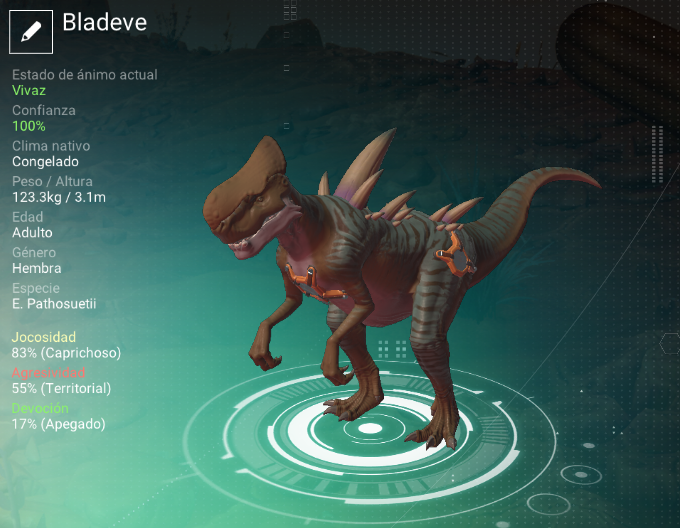 Bladeve
Estado de ánimo actual
Vivaz
Confianza
100%
Clima nativo
Congelado
Peso / Altura
123.3kg / 3.1m
Edad
Adulto
Género
Hembra
Especie
E. Pathosuetii
Jocosidad
83% (Caprichoso)
Agresividad
55% (Territorial)
Devoción
17% (Apegado)